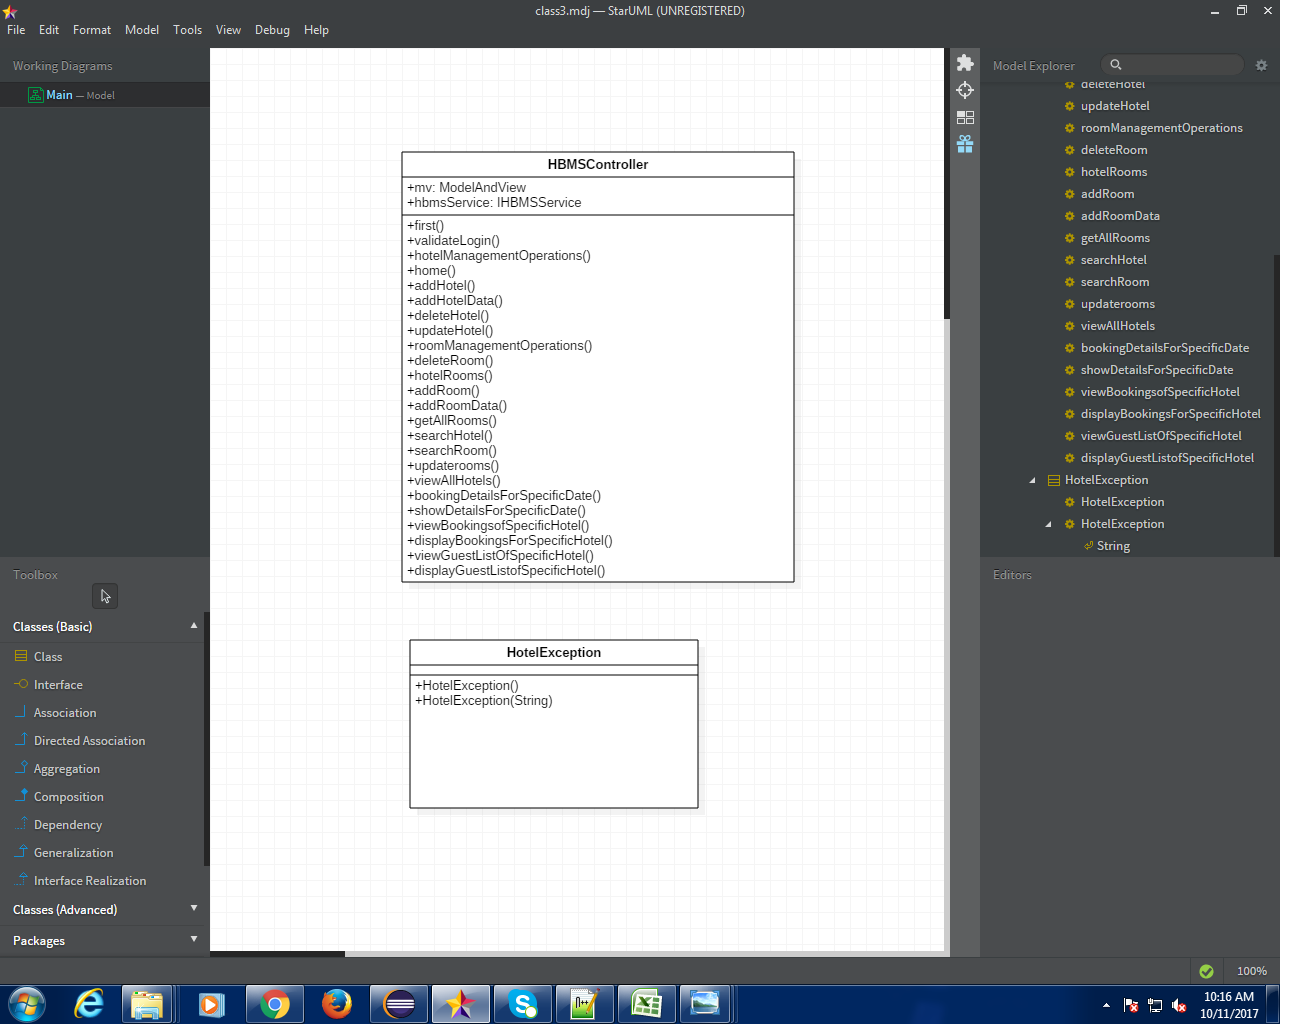 class3.mdj — StarUML (UNREGISTERED)
File Edit Format Model Tools View Debug Help
Working Diagrams
Main — Model
Toolbox
Classes (Basic)
Class
Interface
Association
Directed Association
Aggregation
Composition
Dependency
Generalization
Interface Realization
Classes (Advanced)
Packages
HBMSController
+mv: ModelAndView
+hbmsService: IHBMSService
+first()
+validateLogin()
+hotelManagementOperations()
+home()
+addHotel()
+addHotelData()
+deleteHotel()
+updateHotel()
+roomManagementOperations()
+deleteRoom()
+hotelRooms()
+addRoom()
+addRoomData()
+getAllRooms()
+searchHotel()
+searchRoom()
+updaterooms()
+viewAllHotels()
+bookingDetailsForSpecificDate()
+showDetailsForSpecificDate()
+viewBookingsofSpecificHotel()
+displayBookingsForSpecificHotel()
+viewGuestListOfSpecificHotel()
+displayGuestListofSpecificHotel()
HotelException
+HotelException()
+HotelException(String)
Model Explorer
deleteHotel
updateHotel
roomManagementOperations
deleteRoom
hotelRooms
addRoom
addRoomData
getAllRooms
searchHotel
searchRoom
updaterooms
viewAllHotels
bookingDetailsForSpecificDate
showDetailsForSpecificDate
viewBookingsofSpecificHotel
displayBookingsForSpecificHotel
viewGuestListOfSpecificHotel
displayGuestListofSpecificHotel
HotelException
HotelException
HotelException
String
Editors
100%
10:16 AM
10/11/2017